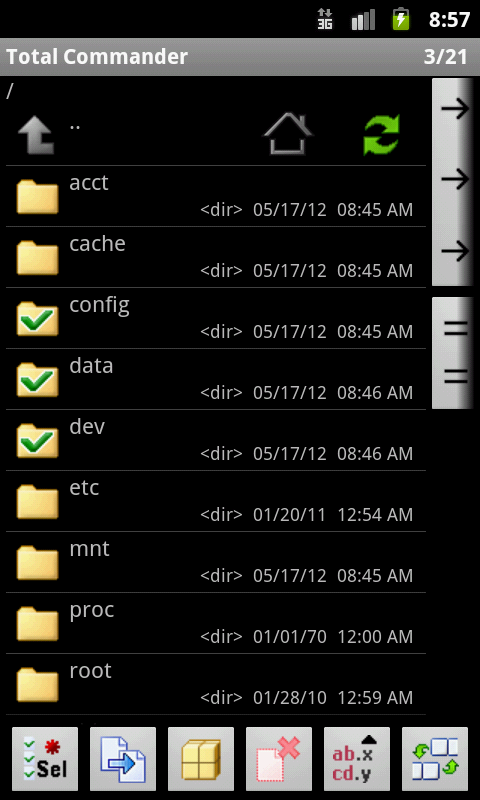 3G 8:57
Total Commander 3/21
/
..
acct
<dir> 05/17/12 08:45 AM
cache
<dir> 05/17/12 08:45 AM
config
<dir> 05/17/12 08:45 AM
data
<dir> 05/17/12 08:46 AM
dev
<dir> 05/17/12 08:46 AM
etc
<dir> 01/20/11 12:54 AM
mnt
<dir> 05/17/12 08:45 AM
proc
<dir> 01/01/70 12:00 AM
root
<dir> 01/28/10 12:59 AM
Sel
ab.x
cd.y